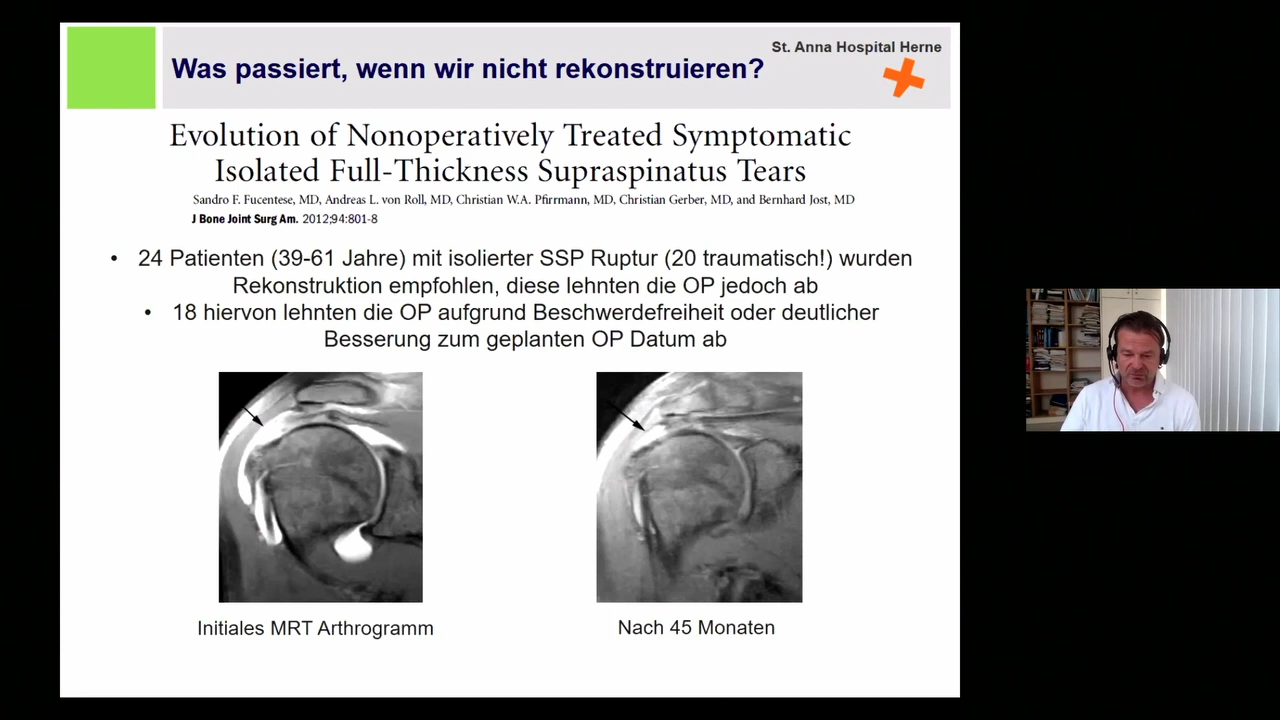 St. Anna Hospital Herne
Was passiert, wenn wir nicht rekonstruieren?
Evolution of Nonoperatively Treated Symptomatic
Isolated Full-Thickness Supraspinatus Tears
Sandro F. Fucentese, MD, Andreas L. von Roll, MD, Christian W.A. Pfirrmann, MD, Christian Gerber, MD, and Bernhard Jost, MD
J Bone Joint Surg Am. 2012;94:801-8
• 24 Patienten (39-61 Jahre) mit isolierter SSP Ruptur (20 traumatisch!) wurden
Rekonstruktion empfohlen, diese lehnten die OP jedoch ab
• 18 hiervon lehnten die OP aufgrund Beschwerdefreiheit oder deutlicher
Besserung zum geplanten OP Datum ab
Initiales MRT Arthrogramm
Nach 45 Monaten